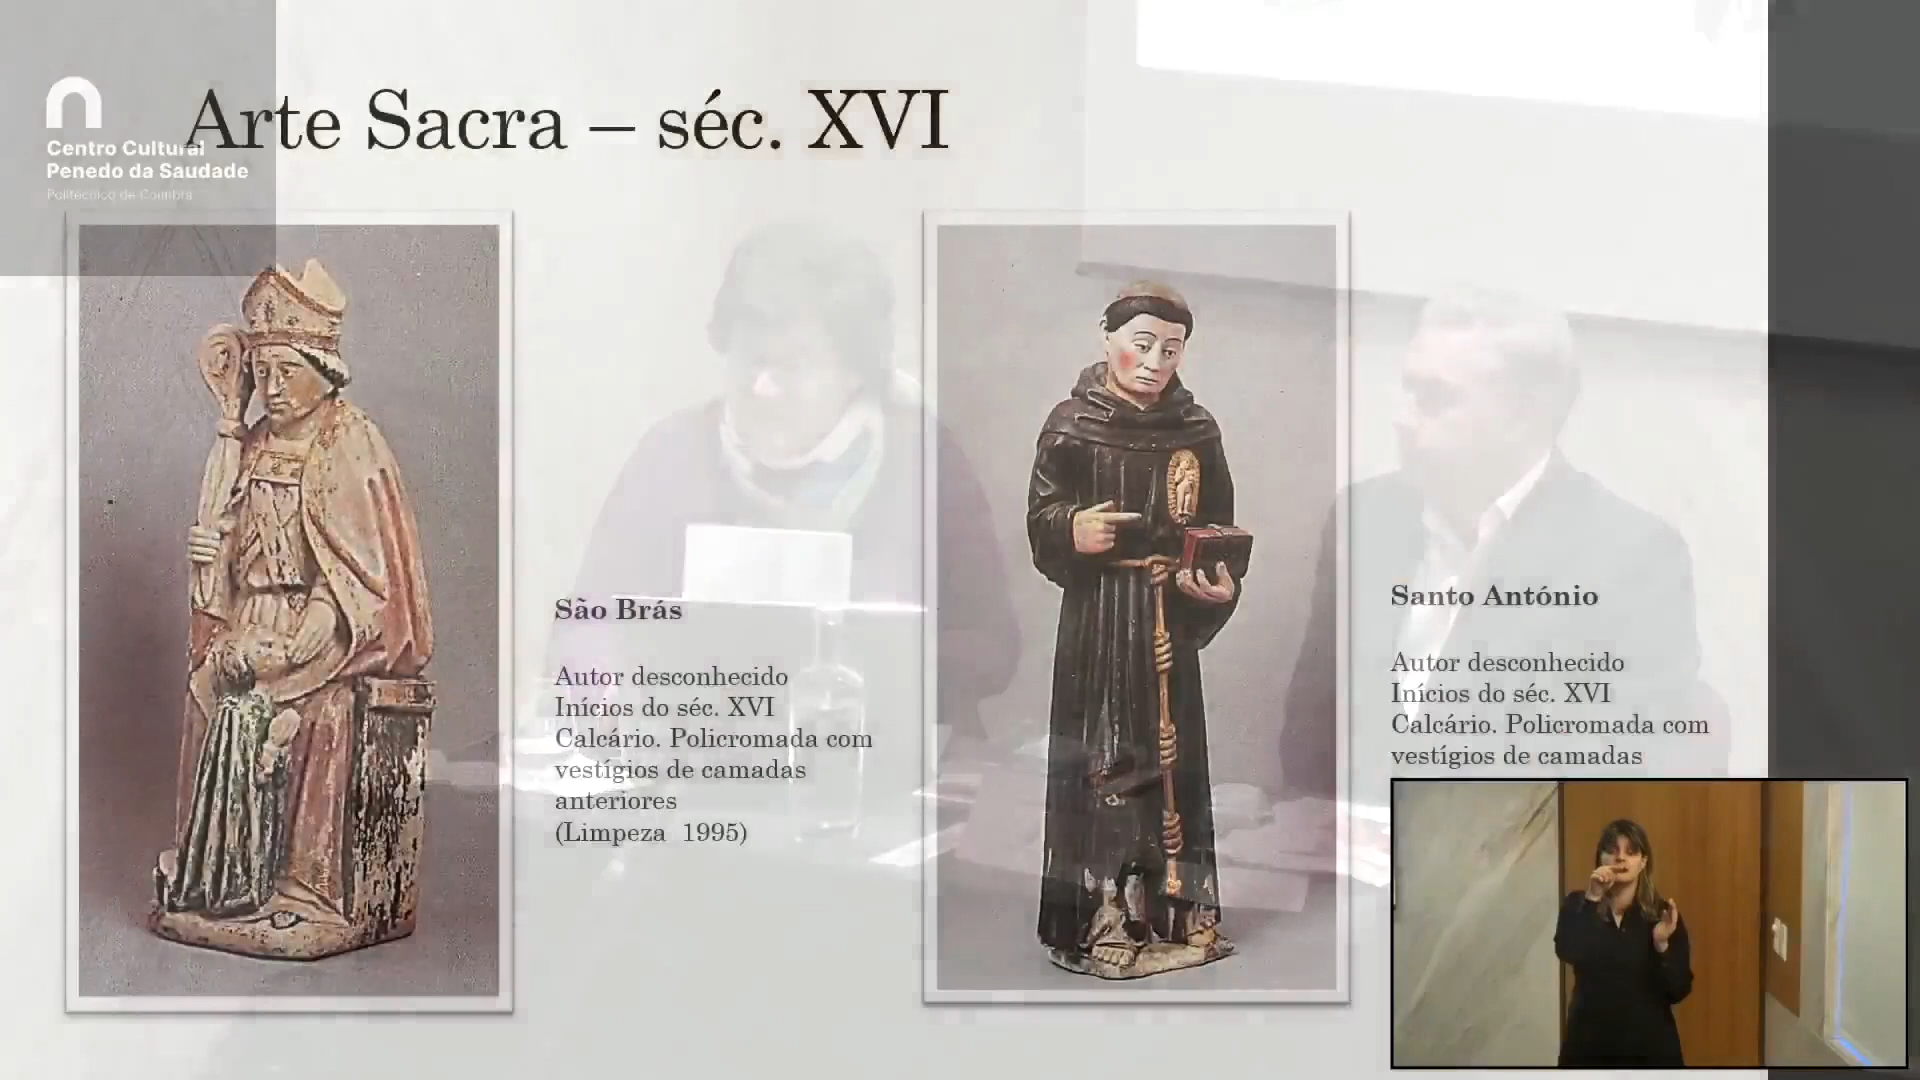 Arte Sacra – séc. XVI
Centro Cultural
Penedo da Saudade
Politécnico de Coimbra
São Brás
Autor desconhecido
Inícios do séc. XVI
Calcário. Policromada com
vestígios de camadas
anteriores
(Limpeza 1995)
Santo António
Autor desconhecido
Inícios do séc. XVI
Calcário. Policromada com
vestígios de camadas